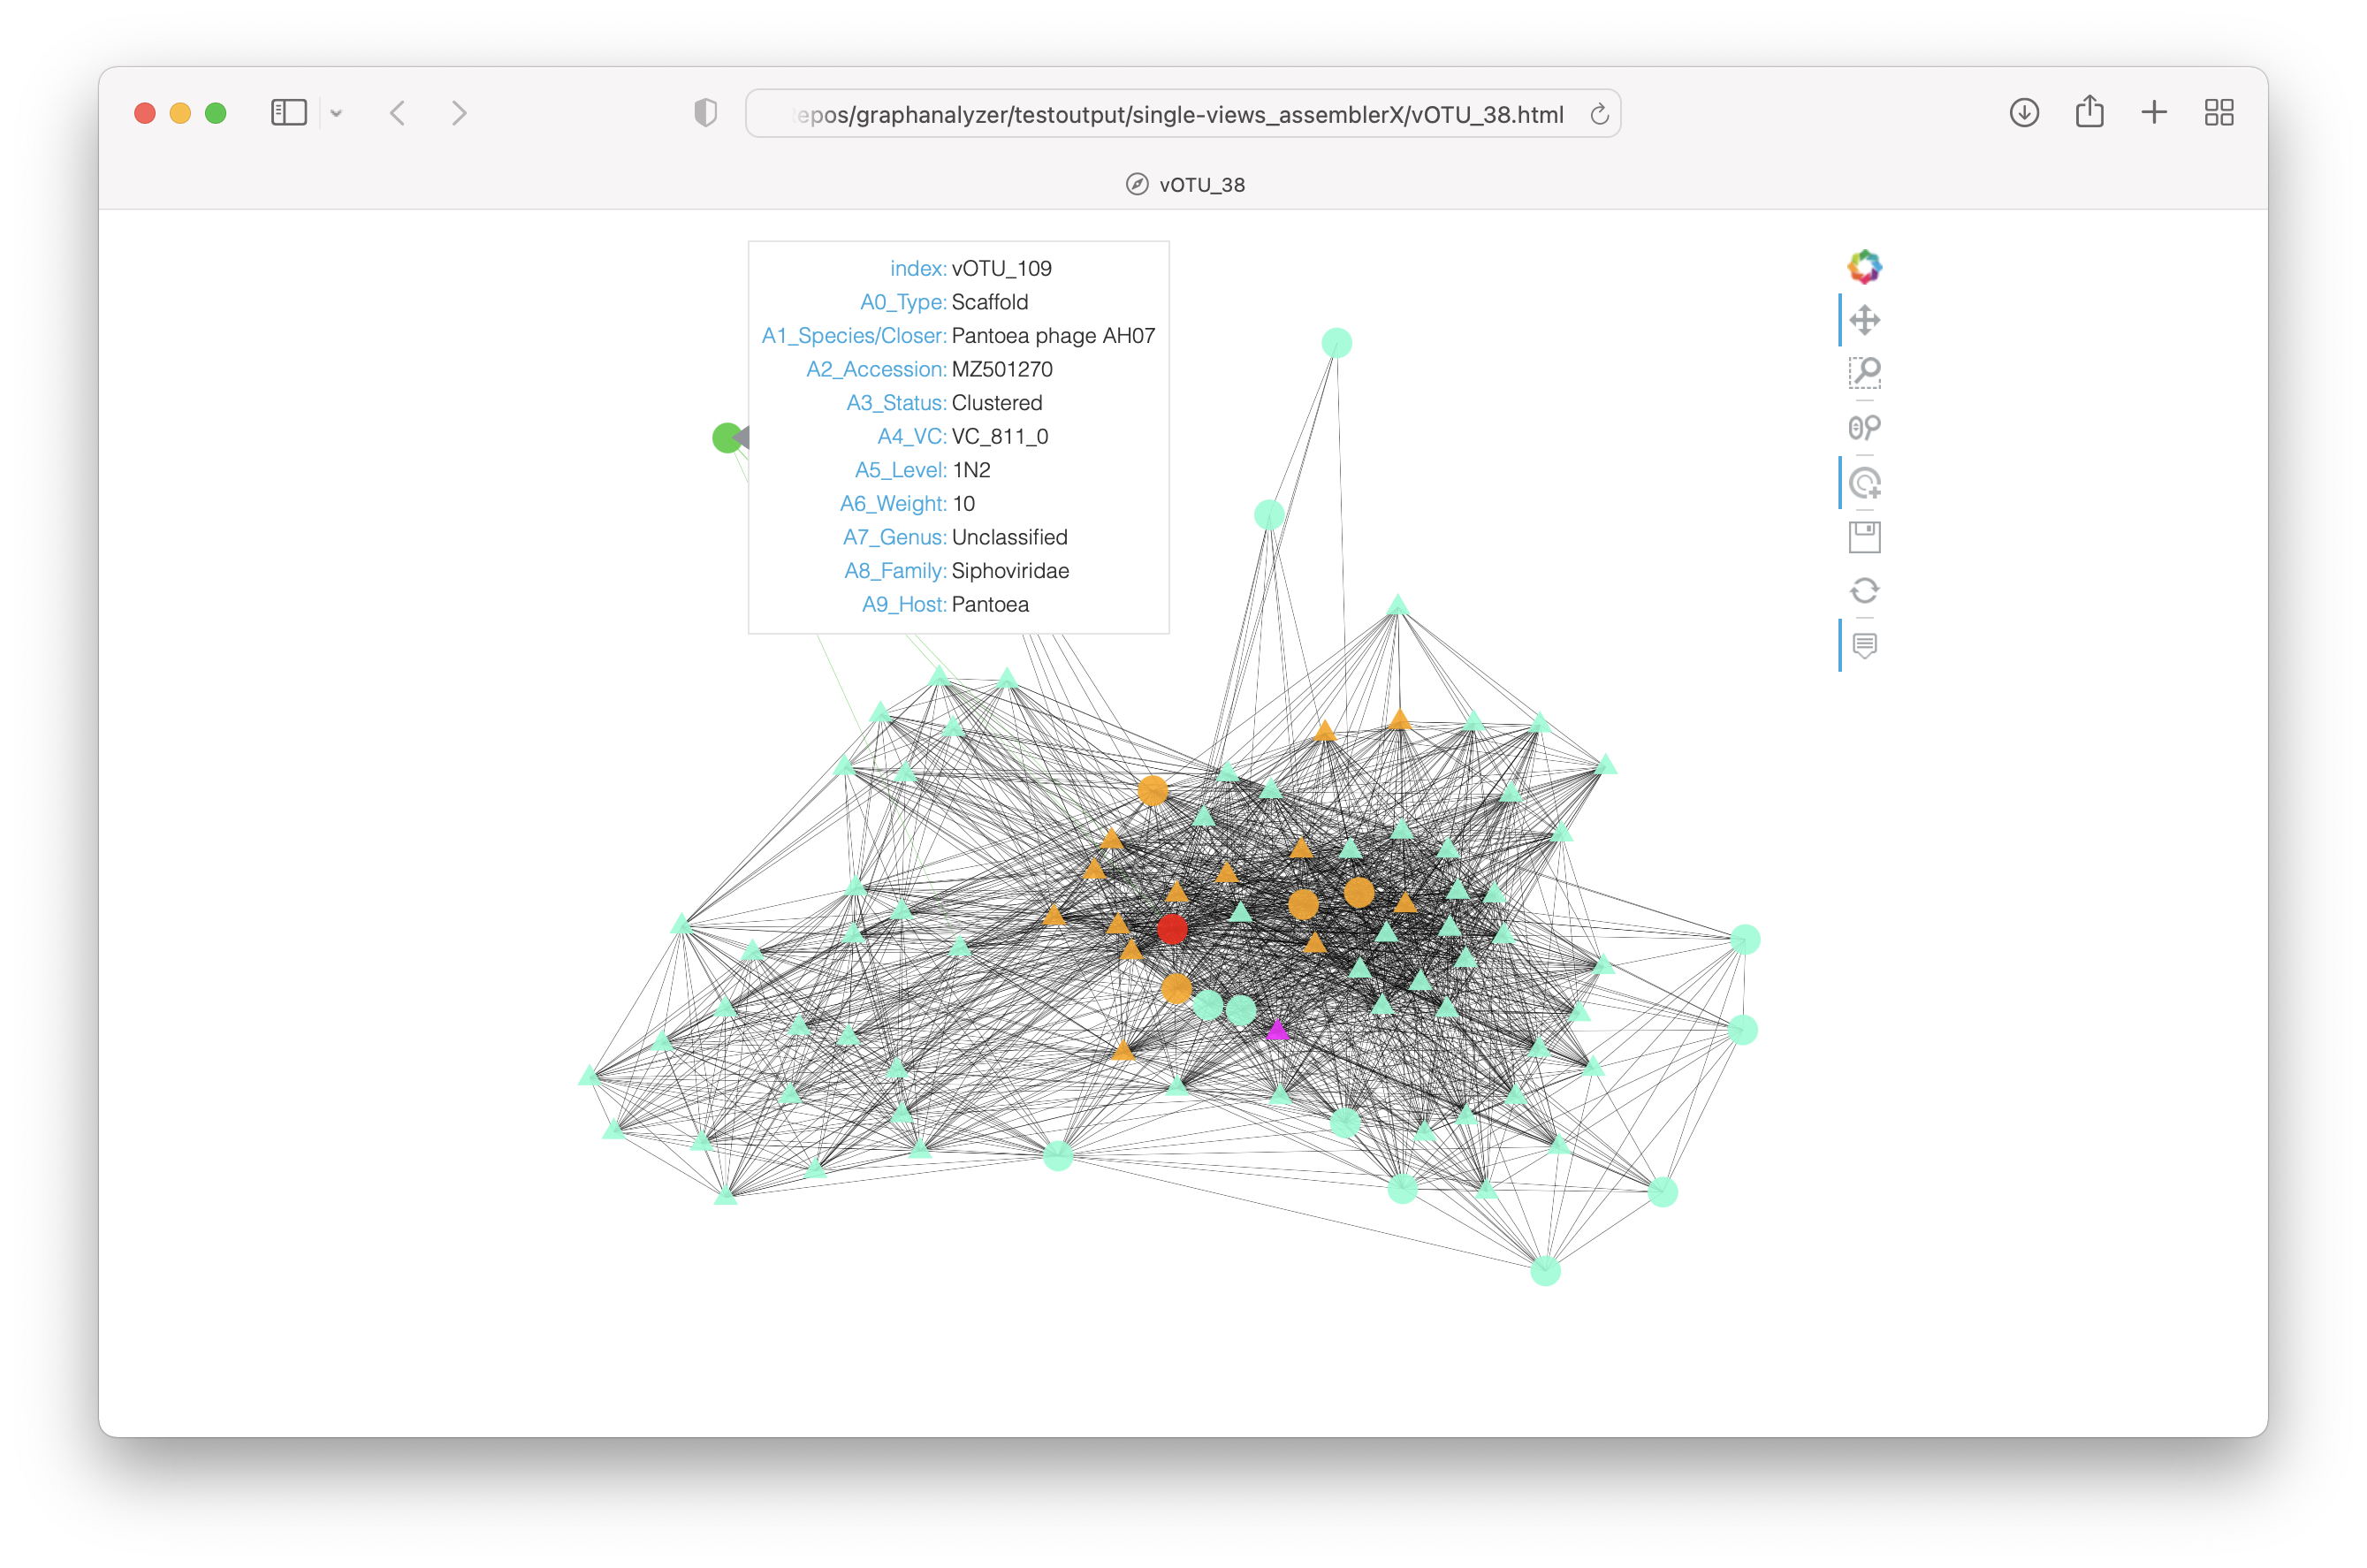 epos/graphanalyzer/testoutput/single-views_assemblerX/vOTU_38.html
vOTU_38
index: vOTU_109
A0_Type: Scaffold
A1_Species/Closer: Pantoea phage AH07
A2_Accession: MZ501270
A3_Status: Clustered
A4_VC: VC_811_0
A5_Level: 1N2
A6_Weight: 10
A7_Genus: Unclassified
A8_Family: Siphoviridae
A9_Host: Pantoea